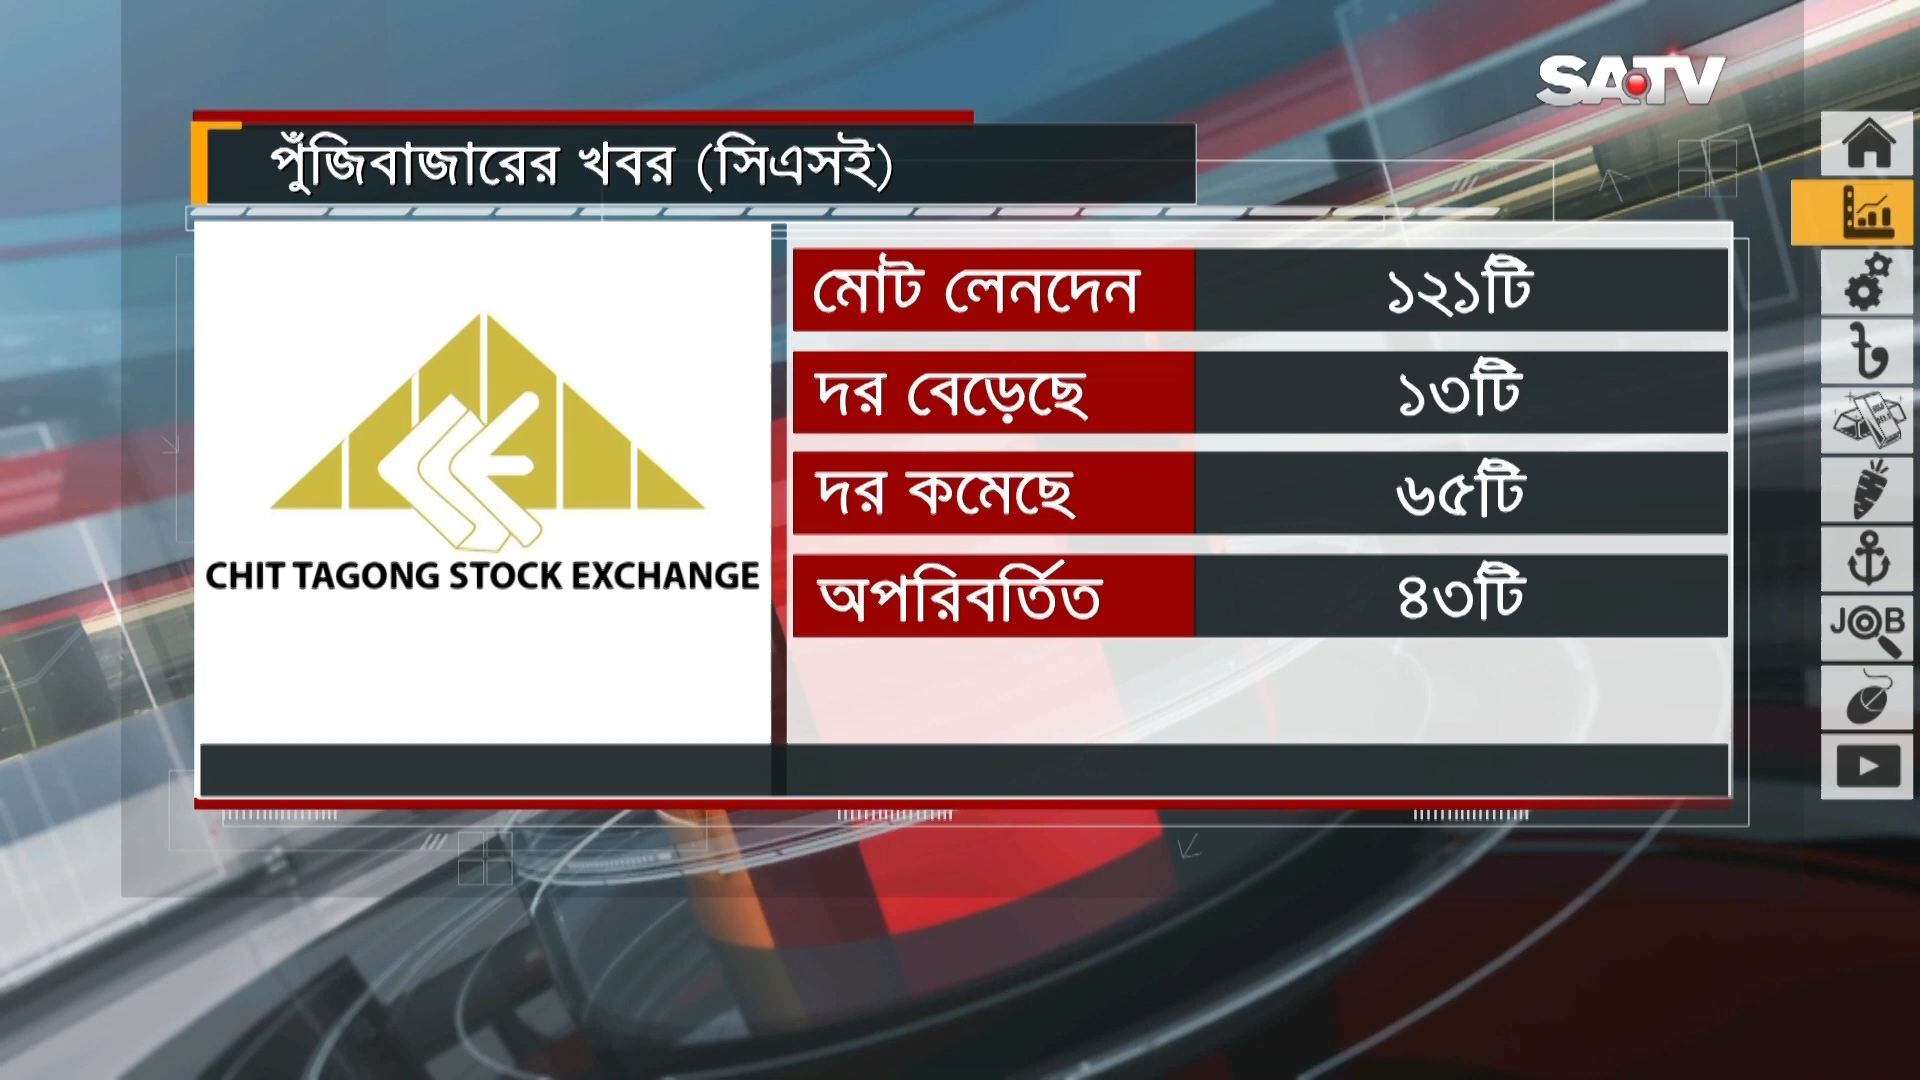 SATV
পুঁজিবাজারের খবর (সিএসই)
মোট লেনদেন ১২১টি
দর বেড়েছে ১৩টি
দর কমেছে ৬৫টি
অপরিবর্তিত ৪৩টি
CHIT TAGONG STOCK EXCHANGE
৳
JOB